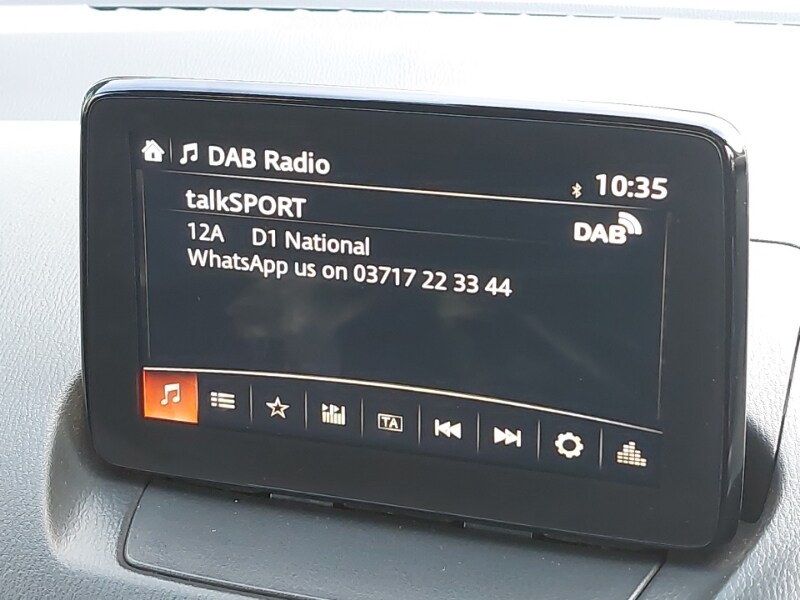 DAB Radio
10:35
talkSPORT
DAB
12A D1 National
WhatsApp us on 03717 22 33 44
TA